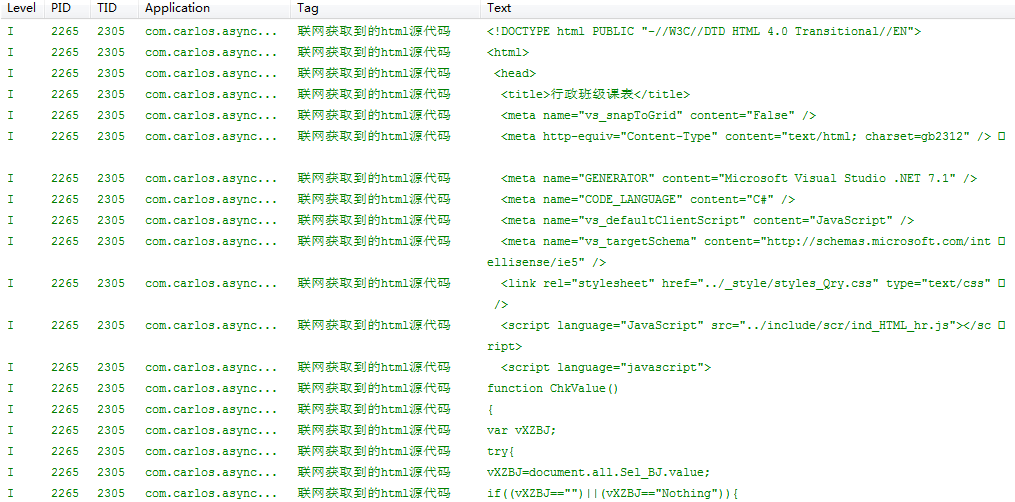 Level PID TID Application Tag Text
I 2265 2305 com.carlos.async... 联网获取到的html源代码 <!DOCTYPE html PUBLIC "-//W3C//DTD HTML 4.0 Transitional//EN">
I 2265 2305 com.carlos.async... 联网获取到的html源代码 <html>
I 2265 2305 com.carlos.async... 联网获取到的html源代码 <head>
I 2265 2305 com.carlos.async... 联网获取到的html源代码 <title>行政班级课表</title>
I 2265 2305 com.carlos.async... 联网获取到的html源代码 <meta name="vs_snapToGrid" content="False" />
I 2265 2305 com.carlos.async... 联网获取到的html源代码 <meta http-equiv="Content-Type" content="text/html; charset=gb2312" />
I 2265 2305 com.carlos.async... 联网获取到的html源代码 <meta name="GENERATOR" content="Microsoft Visual Studio .NET 7.1" />
I 2265 2305 com.carlos.async... 联网获取到的html源代码 <meta name="CODE_LANGUAGE" content="C#" />
I 2265 2305 com.carlos.async... 联网获取到的html源代码 <meta name="vs_defaultClientScript" content="JavaScript" />
I 2265 2305 com.carlos.async... 联网获取到的html源代码 <meta name="vs_targetSchema" content="http://schemas.microsoft.com/int
ellisense/ie5" />
I 2265 2305 com.carlos.async... 联网获取到的html源代码 <link rel="stylesheet" href="../_style/styles_Qry.css" type="text/css"
/>
I 2265 2305 com.carlos.async... 联网获取到的html源代码 <script language="JavaScript" src="../include/scr/ind_HTML_hr.js"></sc
ript>
I 2265 2305 com.carlos.async... 联网获取到的html源代码 <script language="javascript">
I 2265 2305 com.carlos.async... 联网获取到的html源代码 function ChkValue()
I 2265 2305 com.carlos.async... 联网获取到的html源代码 {
I 2265 2305 com.carlos.async... 联网获取到的html源代码 var vXZBJ;
I 2265 2305 com.carlos.async... 联网获取到的html源代码 try{
I 2265 2305 com.carlos.async... 联网获取到的html源代码 vXZBJ=document.all.Sel_BJ.value;
I 2265 2305 com.carlos.async... 联网获取到的html源代码 if((vXZBJ=="")||(vXZBJ=="Nothing")){